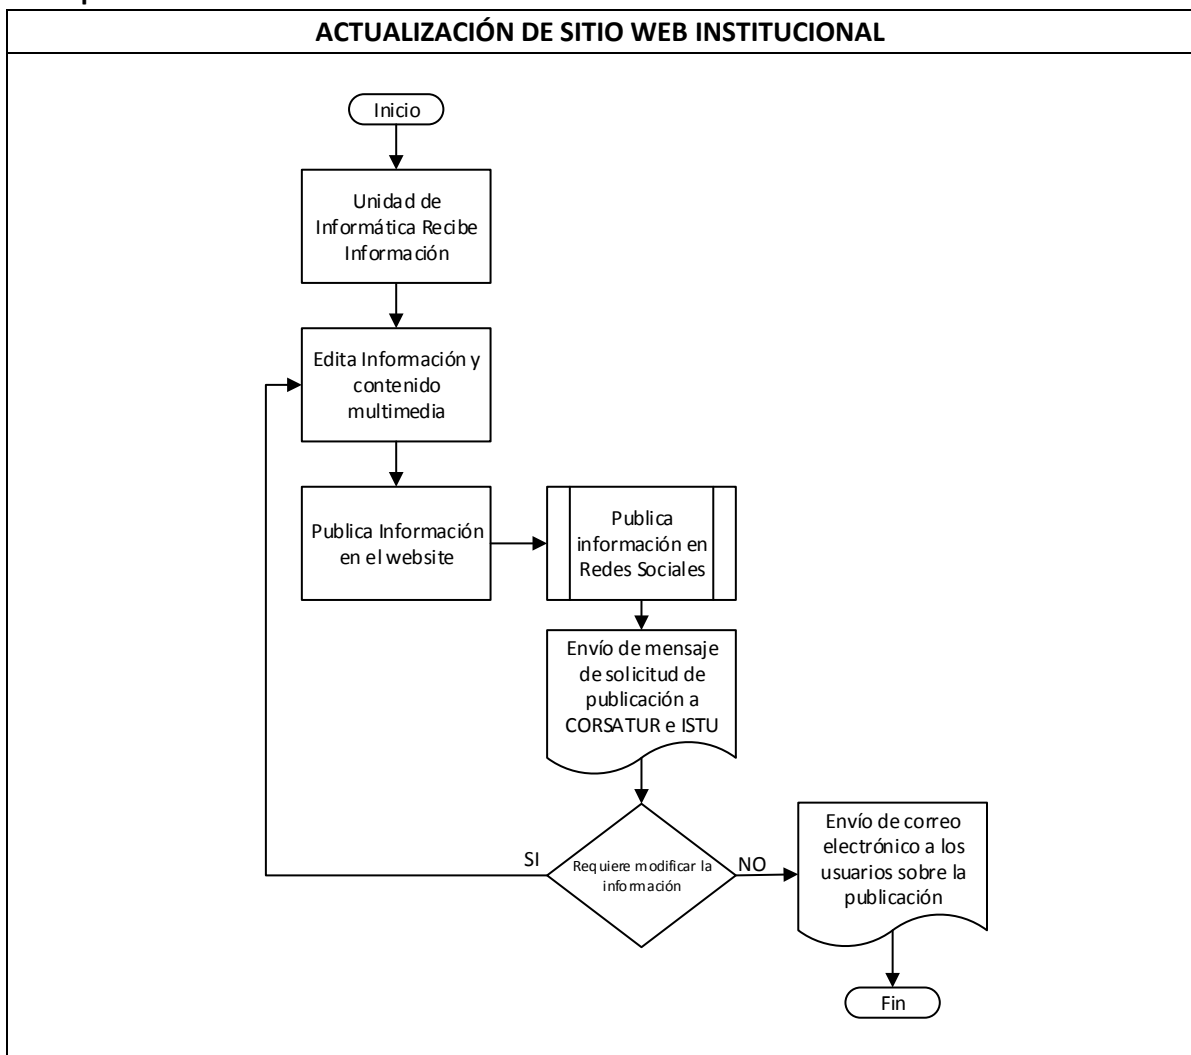 ACTUALIZACIÓN DE SITIO WEB INSTITUCIONAL
Inicio
Unidad de
Informática Recibe
Información
Edita Información y
contenido
multimedia
Publica Información
en el website
Publica
información en
Redes Sociales
Envío de mensaje
de solicitud de
publicación a
CORSATUR e ISTU
SI
Requiere modificar la
información
NO
Envío de correo
electrónico a los
usuarios sobre la
publicación
Fin